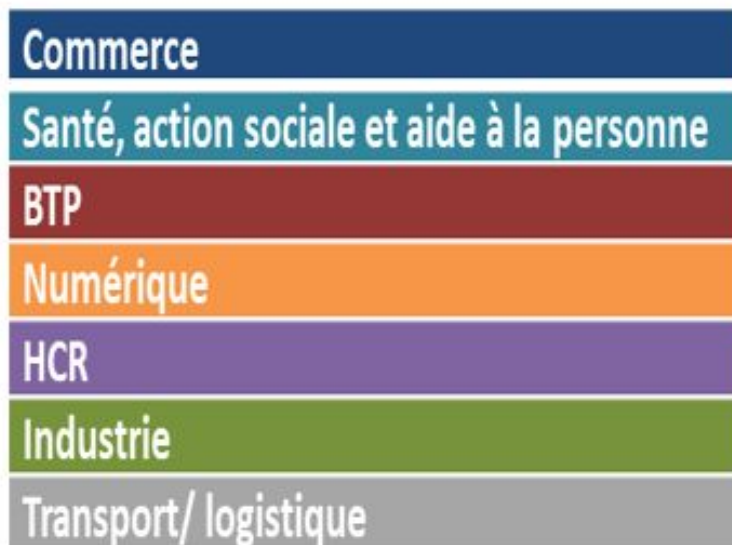 Commerce
Santé, action sociale et aide à la personne
BTP
Numérique
HCR
Industrie
Transport/ logistique